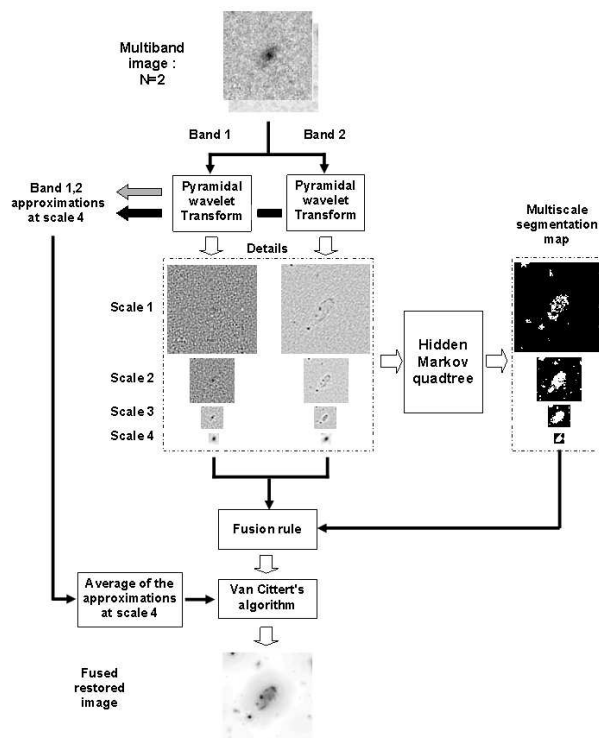 Multiband
image :
N=2
Band 1
Band 2
Pyramidal
wavelet
Transform
Pyramidal
wavelet
Transform
Band 1,2
approximations
at scale 4
Details
Multiscale
segmentation
map
Scale 1
Scale 2
Scale 3
Scale 4
Hidden
Markov
quadtree
Fusion rule
Average of the
approximations
at scale 4
Van Cittert's
algorithm
Fused
restored
image